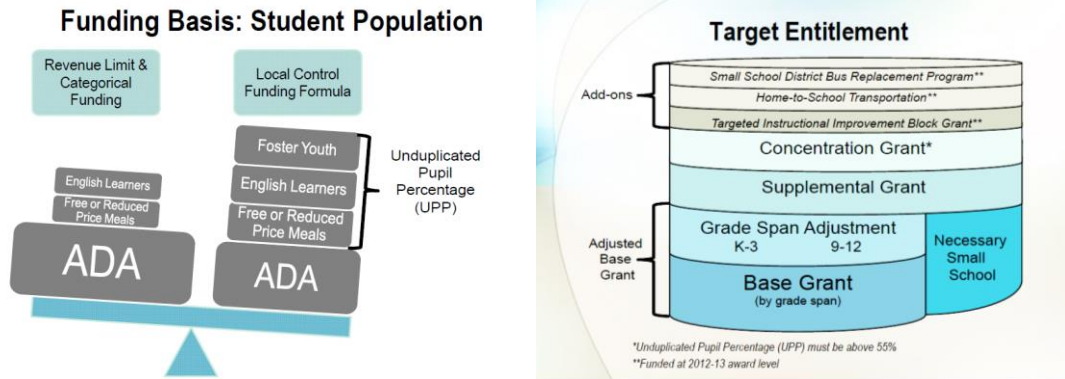 Funding Basis: Student Population
Revenue Limit &
Categorical
Funding
Local Control
Funding Formula
English Learners
Free or Reduced
Price Meals
ADA
Foster Youth
English Learners
Free or Reduced
Price Meals
ADA
Unduplicated
Pupil
Percentage
(UPP)
Target Entitlement
Add-ons
Small School District Bus Replacement Program**
Home-to-School Transportation**
Targeted Instructional Improvement Block Grant**
Concentration Grant*
Supplemental Grant
Adjusted
Base
Grant
Grade Span Adjustment
K-3 9-12
Base Grant
(by grade span)
Necessary
Small
School
*Unduplicated Pupil Percentage (UPP) must be above 55%
**Funded at 2012-13 award level